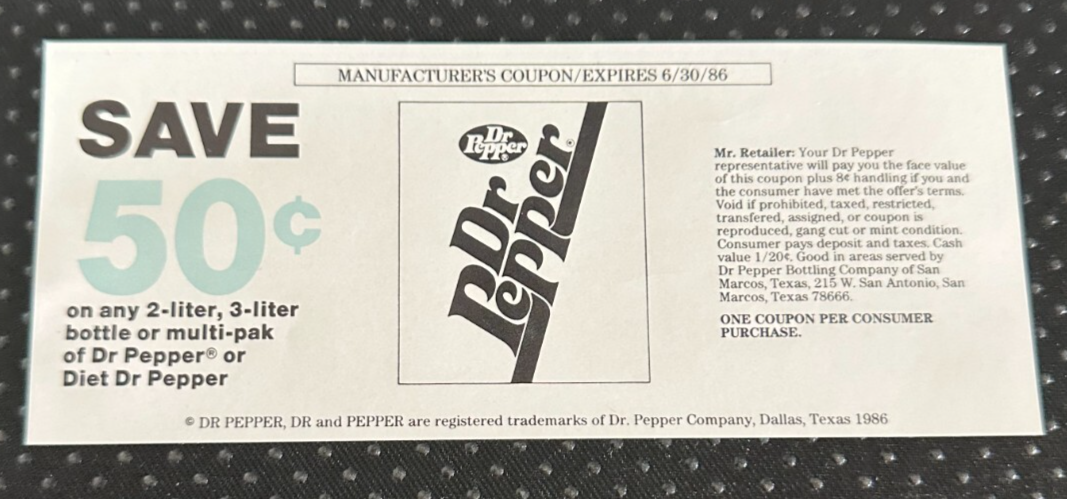 MANUFACTURER'S COUPON/EXPIRES 6/30/86
SAVE
50¢
on any 2-liter, 3-liter
bottle or multi-pak
of Dr Pepper® or
Diet Dr Pepper
Dr
Pepper®
Dr
Pepper®
Mr. Retailer: Your Dr Pepper
representative will pay you the face value
of this coupon plus 8¢ handling if you and
the consumer have met the offer's terms.
Void if prohibited, taxed, restricted,
transfered, assigned, or coupon is
reproduced, gang cut or mint condition.
Consumer pays deposit and taxes. Cash
value 1/20¢. Good in areas served by
Dr Pepper Bottling Company of San
Marcos, Texas, 215 W. San Antonio, San
Marcos, Texas 78666.
ONE COUPON PER CONSUMER
PURCHASE.
© DR PEPPER, DR and PEPPER are registered trademarks of Dr. Pepper Company, Dallas, Texas 1986